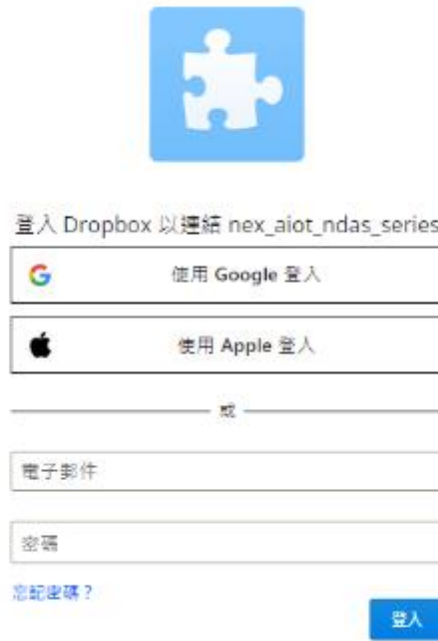 登入 Dropbox 以連結 nex_aiot_ndas_series
使用 Google 登入
使用 Apple 登入
或
電子郵件
密碼
忘記密碼？
登入